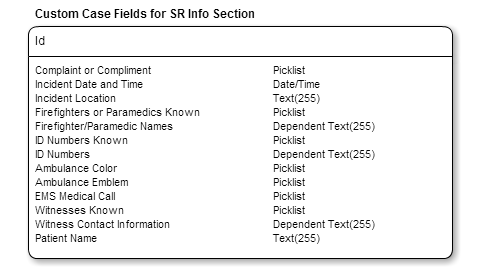 Custom Case Fields for SR Info Section
Id
Complaint or Compliment Picklist
Incident Date and Time Date/Time
Incident Location Text(255)
Firefighters or Paramedics Known Picklist
Firefighter/Paramedic Names Dependent Text(255)
ID Numbers Known Picklist
ID Numbers Dependent Text(255)
Ambulance Color Picklist
Ambulance Emblem Picklist
EMS Medical Call Picklist
Witnesses Known Picklist
Witness Contact Information Dependent Text(255)
Patient Name Text(255)